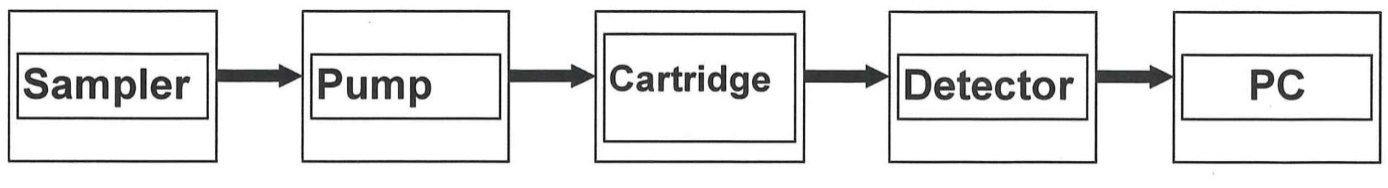 Sampler
Pump
Cartridge
Detector
PC